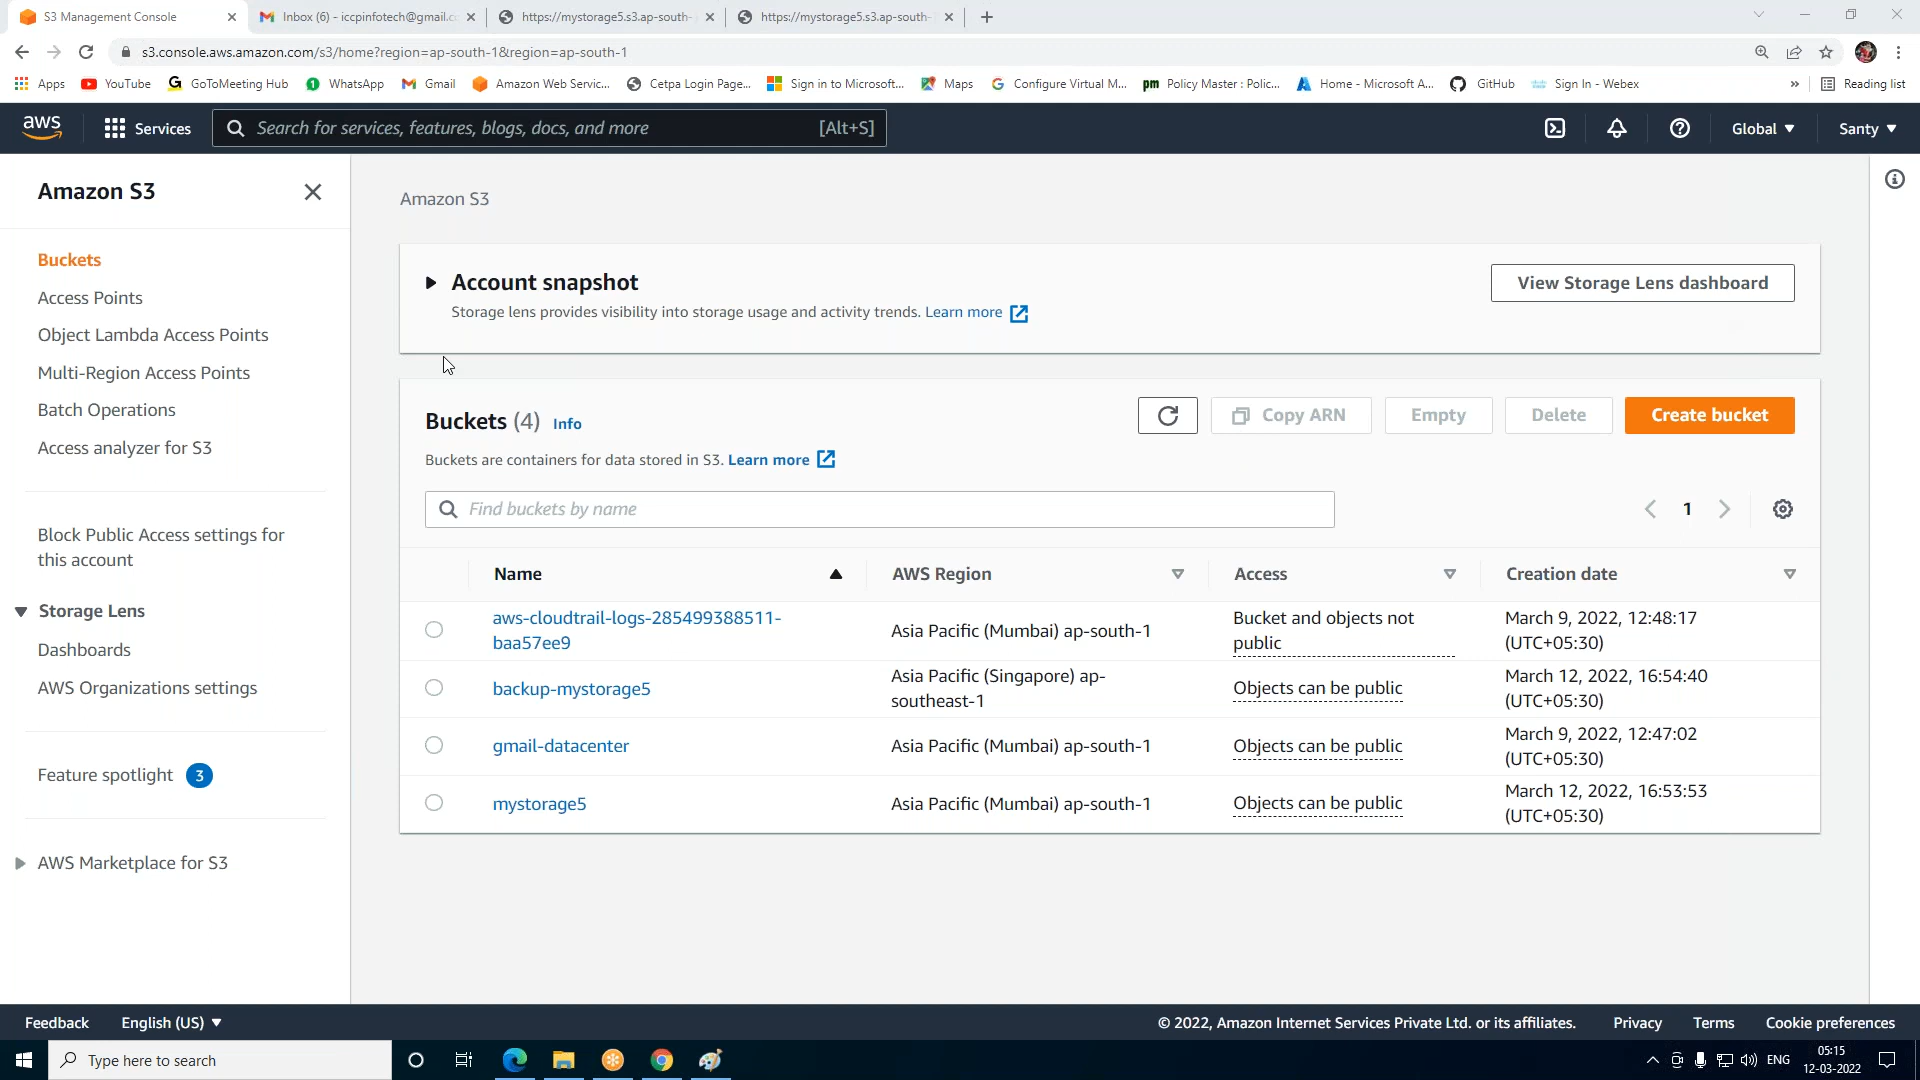 S3 Management Console
Inbox (6) - iccpinfotech@gmail.c
https://mystorage5.s3.ap-south-
https://mystorage5.s3.ap-south-
s3.console.aws.amazon.com/s3/home?region=ap-south-1&region=ap-south-1
Apps
YouTube
GoToMeeting Hub
WhatsApp
Gmail
Amazon Web Servic...
Cetpa Login Page...
Sign in to Microsoft...
Maps
Configure Virtual M...
pm Policy Master : Polic...
Home - Microsoft A...
GitHub
Sign In - Webex
»
Reading list
aws
Services
Search for services, features, blogs, docs, and more
[Alt+S]
Global
Santy
Amazon S3
Buckets
Access Points
Object Lambda Access Points
Multi-Region Access Points
Batch Operations
Access analyzer for S3
Block Public Access settings for
this account
Storage Lens
Dashboards
AWS Organizations settings
Feature spotlight 3
AWS Marketplace for S3
Amazon S3
Account snapshot
Storage lens provides visibility into storage usage and activity trends. Learn more
View Storage Lens dashboard
Buckets (4) Info
Buckets are containers for data stored in S3. Learn more
Copy ARN
Empty
Delete
Create bucket
Find buckets by name
1
Name
AWS Region
Access
Creation date
aws-cloudtrail-logs-285499388511-
baa57ee9
Asia Pacific (Mumbai) ap-south-1
Bucket and objects not
public
March 9, 2022, 12:48:17
(UTC+05:30)
backup-mystorage5
Asia Pacific (Singapore) ap-
southeast-1
Objects can be public
March 12, 2022, 16:54:40
(UTC+05:30)
gmail-datacenter
Asia Pacific (Mumbai) ap-south-1
Objects can be public
March 9, 2022, 12:47:02
(UTC+05:30)
mystorage5
Asia Pacific (Mumbai) ap-south-1
Objects can be public
March 12, 2022, 16:53:53
(UTC+05:30)
Feedback
English (US)
© 2022, Amazon Internet Services Private Ltd. or its affiliates.
Privacy
Terms
Cookie preferences
Type here to search
ENG
05:15
12-03-2022